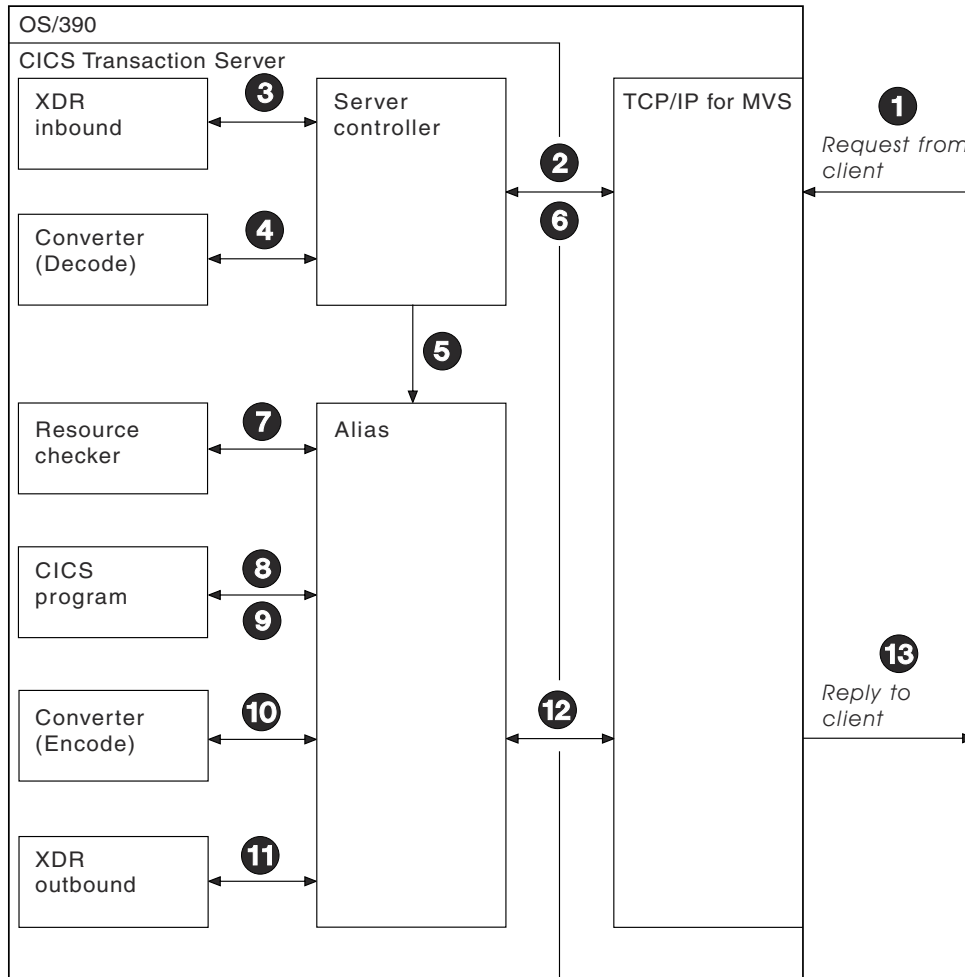 OS/390
CICS Transaction Server
XDR
inbound
3
Server
controller
TCP/IP for MVS
1
Request from
client
2
6
Converter
(Decode)
4
5
Resource
checker
7
Alias
CICS
program
8
9
Converter
(Encode)
10
12
13
Reply to
client
XDR
outbound
11